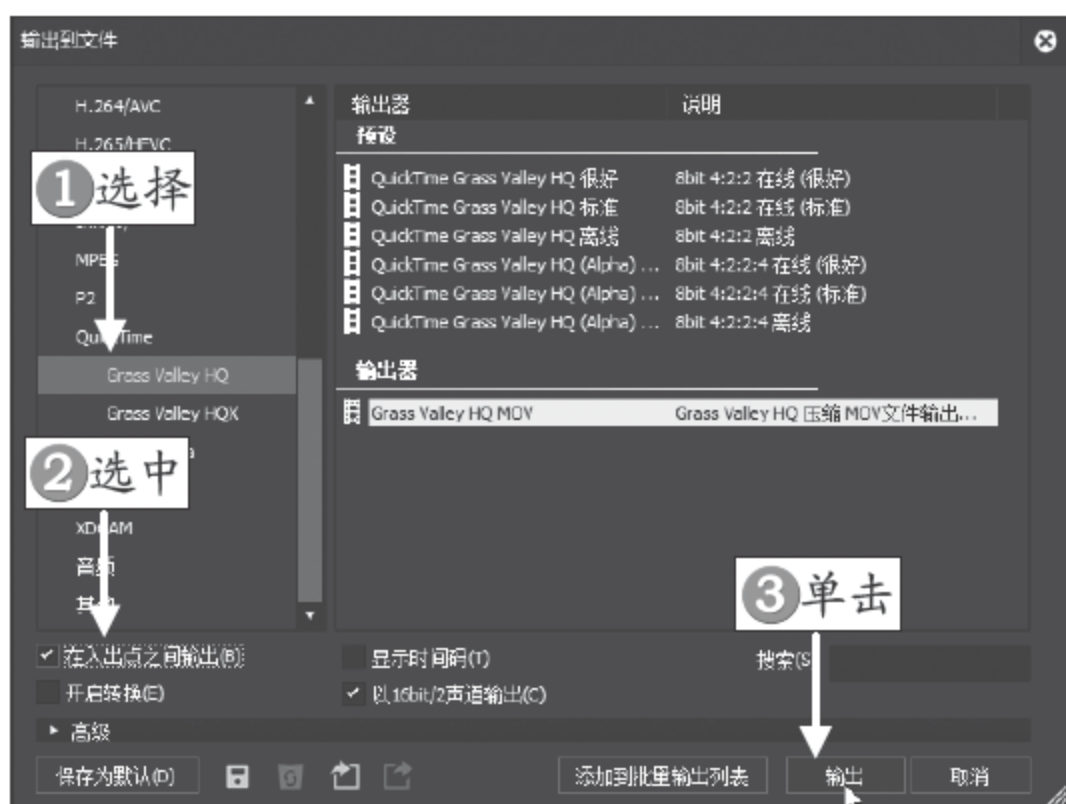 输出到文件
H.264/AVC
H.265/HEVC
1 选择
MPEG
P2
QuickTime
Grass Valley HQ
Grass Valley HQX
2 选中
XDCAM
音频
其他
输出器 说明
预设
QuickTime Grass Valley HQ 很好 8bit 4:2:2 在线 (很好)
QuickTime Grass Valley HQ 标准 8bit 4:2:2 在线 (标准)
QuickTime Grass Valley HQ 离线 8bit 4:2:2 离线
QuickTime Grass Valley HQ (Alpha) ... 8bit 4:2:2:4 在线 (很好)
QuickTime Grass Valley HQ (Alpha) ... 8bit 4:2:2:4 在线 (标准)
QuickTime Grass Valley HQ (Alpha) ... 8bit 4:2:2:4 离线
输出器
Grass Valley HQ MOV Grass Valley HQ 压缩 MOV文件输出...
3 单击
在入出点之间输出(B) 显示时间码(T) 搜索(S
开启转换(E) 以16bit/2声道输出(C)
高级
保存为默认(D) 添加到批量输出列表 输出 取消